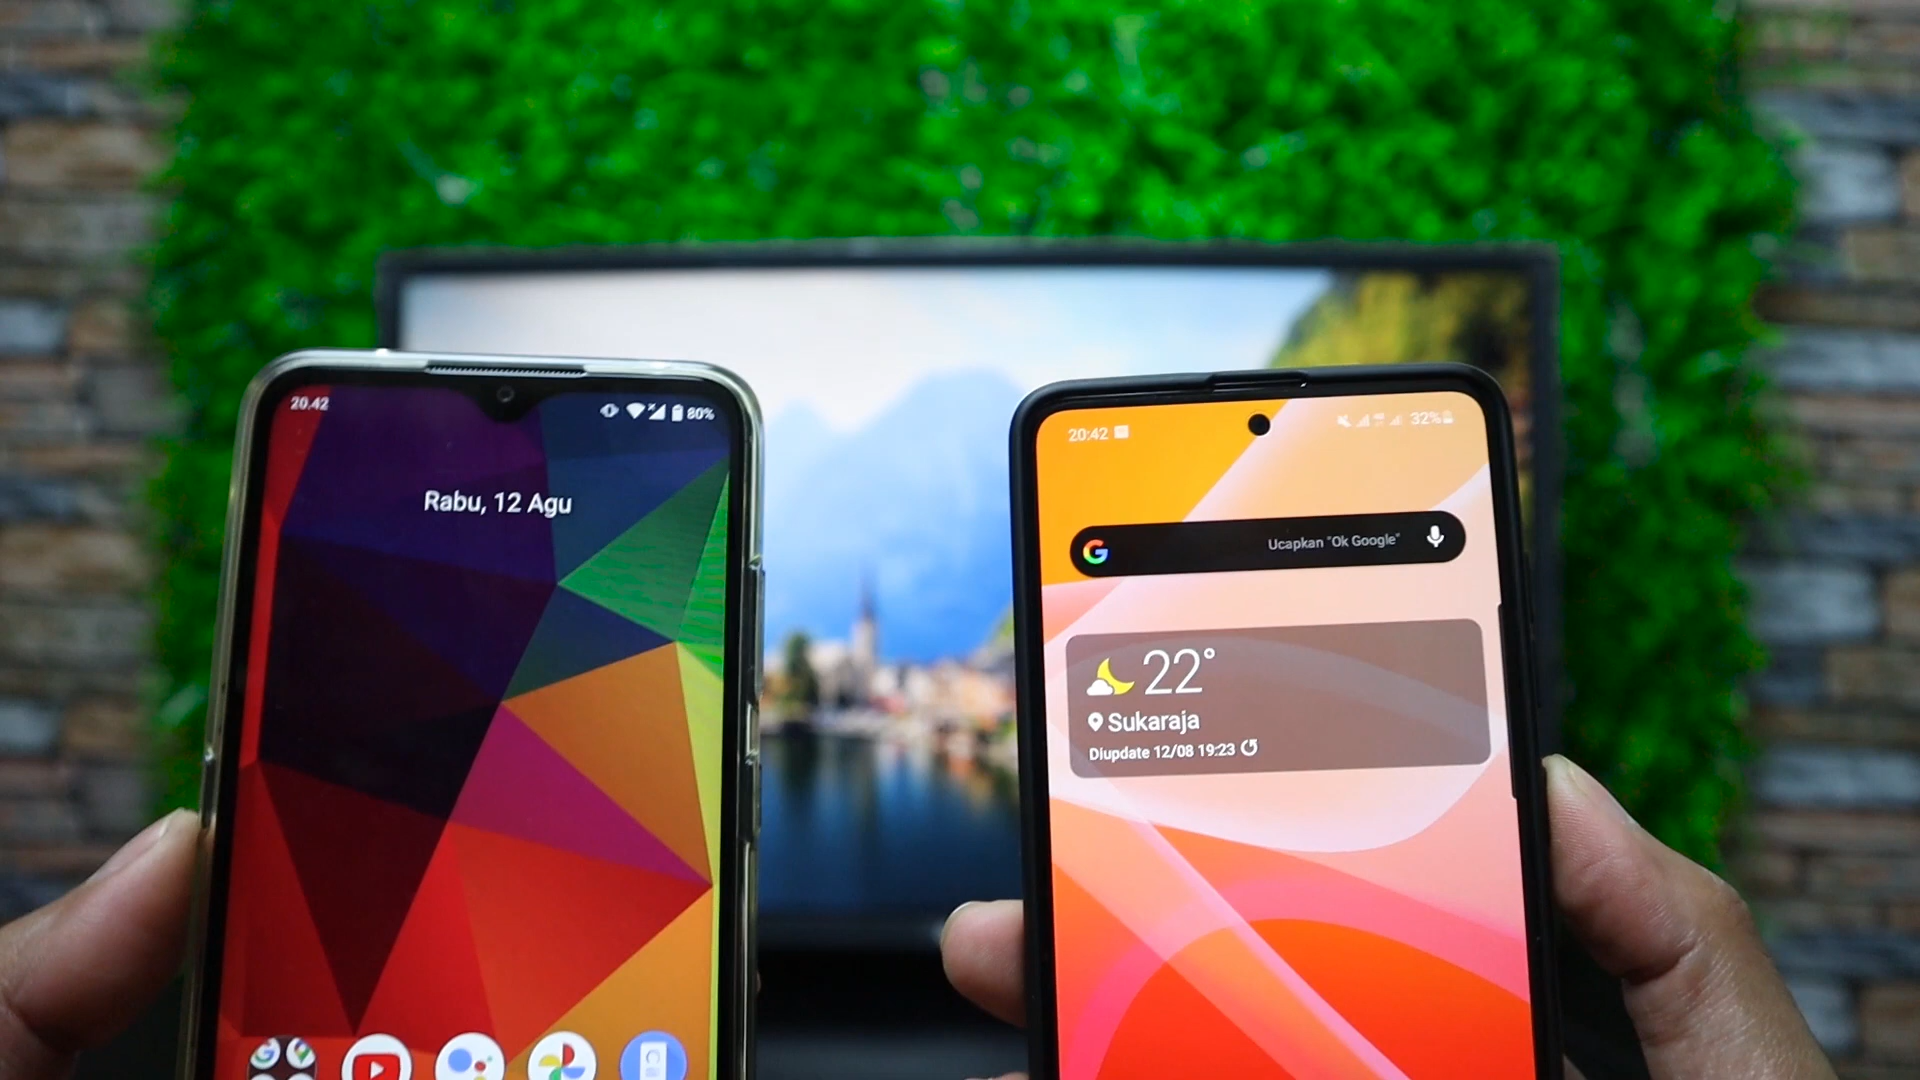 20.42
80%
Rabu, 12 Agu
20:42
32%
Ucapkan "Ok Google"
22°
Sukaraja
Diupdate 12/08 19:23